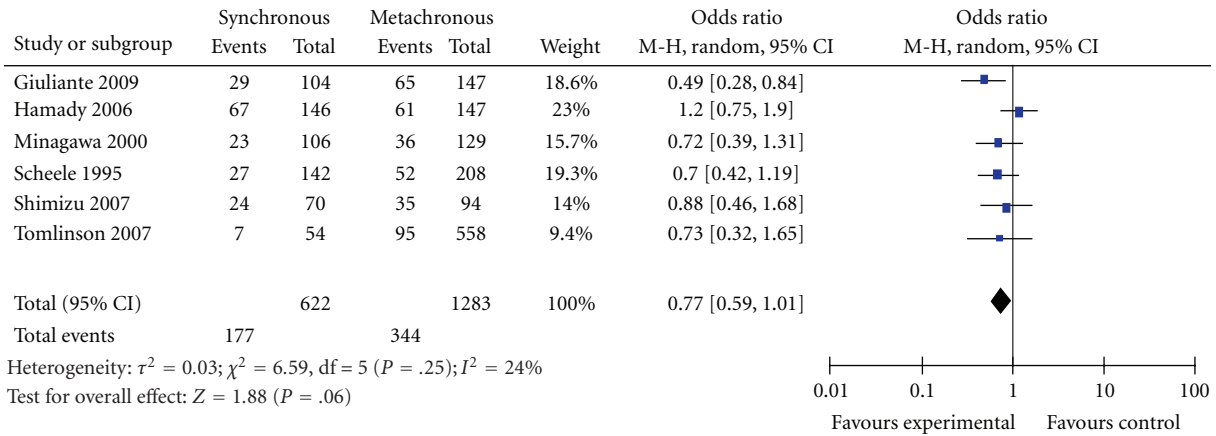 Synchronous Metachronous Odds ratio Odds ratio
Study or subgroup Events Total Events Total Weight M-H, random, 95% CI M-H, random, 95% CI
Giuliante 2009 29 104 65 147 18.6% 0.49 [0.28, 0.84]
Hamady 2006 67 146 61 147 23% 1.2 [0.75, 1.9]
Minagawa 2000 23 106 36 129 15.7% 0.72 [0.39, 1.31]
Scheele 1995 27 142 52 208 19.3% 0.7 [0.42, 1.19]
Shimizu 2007 24 70 35 94 14% 0.88 [0.46, 1.68]
Tomlinson 2007 7 54 95 558 9.4% 0.73 [0.32, 1.65]
Total (95% CI) 622 1283 100% 0.77 [0.59, 1.01]
Total events 177 344
Heterogeneity: τ² = 0.03; χ² = 6.59, df = 5 (P = .25); I² = 24%
Test for overall effect: Z = 1.88 (P = .06)
0.01 0.1 1 10 100
Favours experimental Favours control